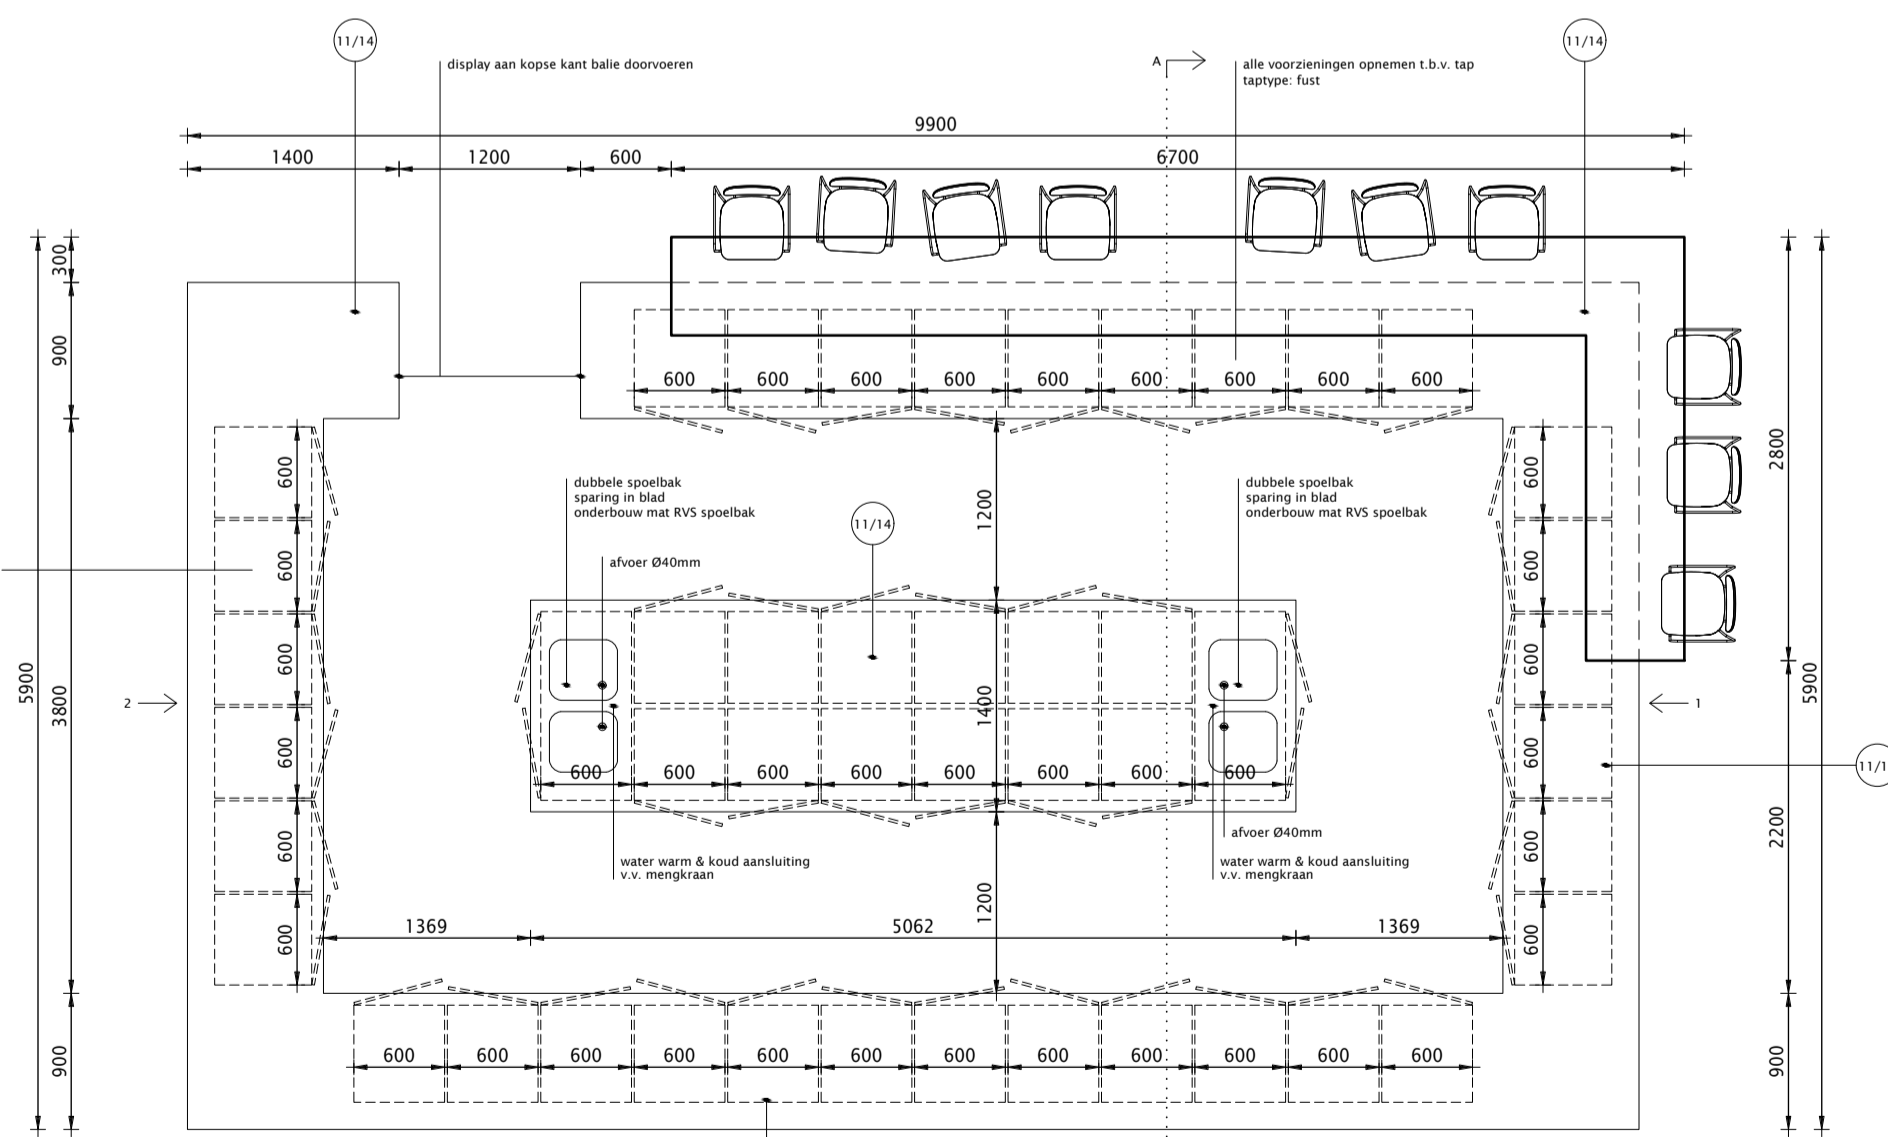 11/14
11/14
display aan kopse kant balie doorvoeren
A
alle voorzieningen opnemen t.b.v. tap
taptype: fust
9900
1400 1200 600 6700
300
900
5900
3800
900
2800
5900
2200
900
600 600 600 600 600 600 600 600 600
600
600
600
600
600
600
600
600
600
600
600
600
dubbele spoelbak
sparing in blad
onderbouw mat RVS spoelbak
afvoer Ø40mm
11/14
1200
dubbele spoelbak
sparing in blad
onderbouw mat RVS spoelbak
2
1400
1
600 600 600 600 600 600 600 600
11/1
afvoer Ø40mm
water warm & koud aansluiting
v.v. mengkraan
water warm & koud aansluiting
v.v. mengkraan
1200
1369 5062 1369
600 600 600 600 600 600 600 600 600 600 600 600